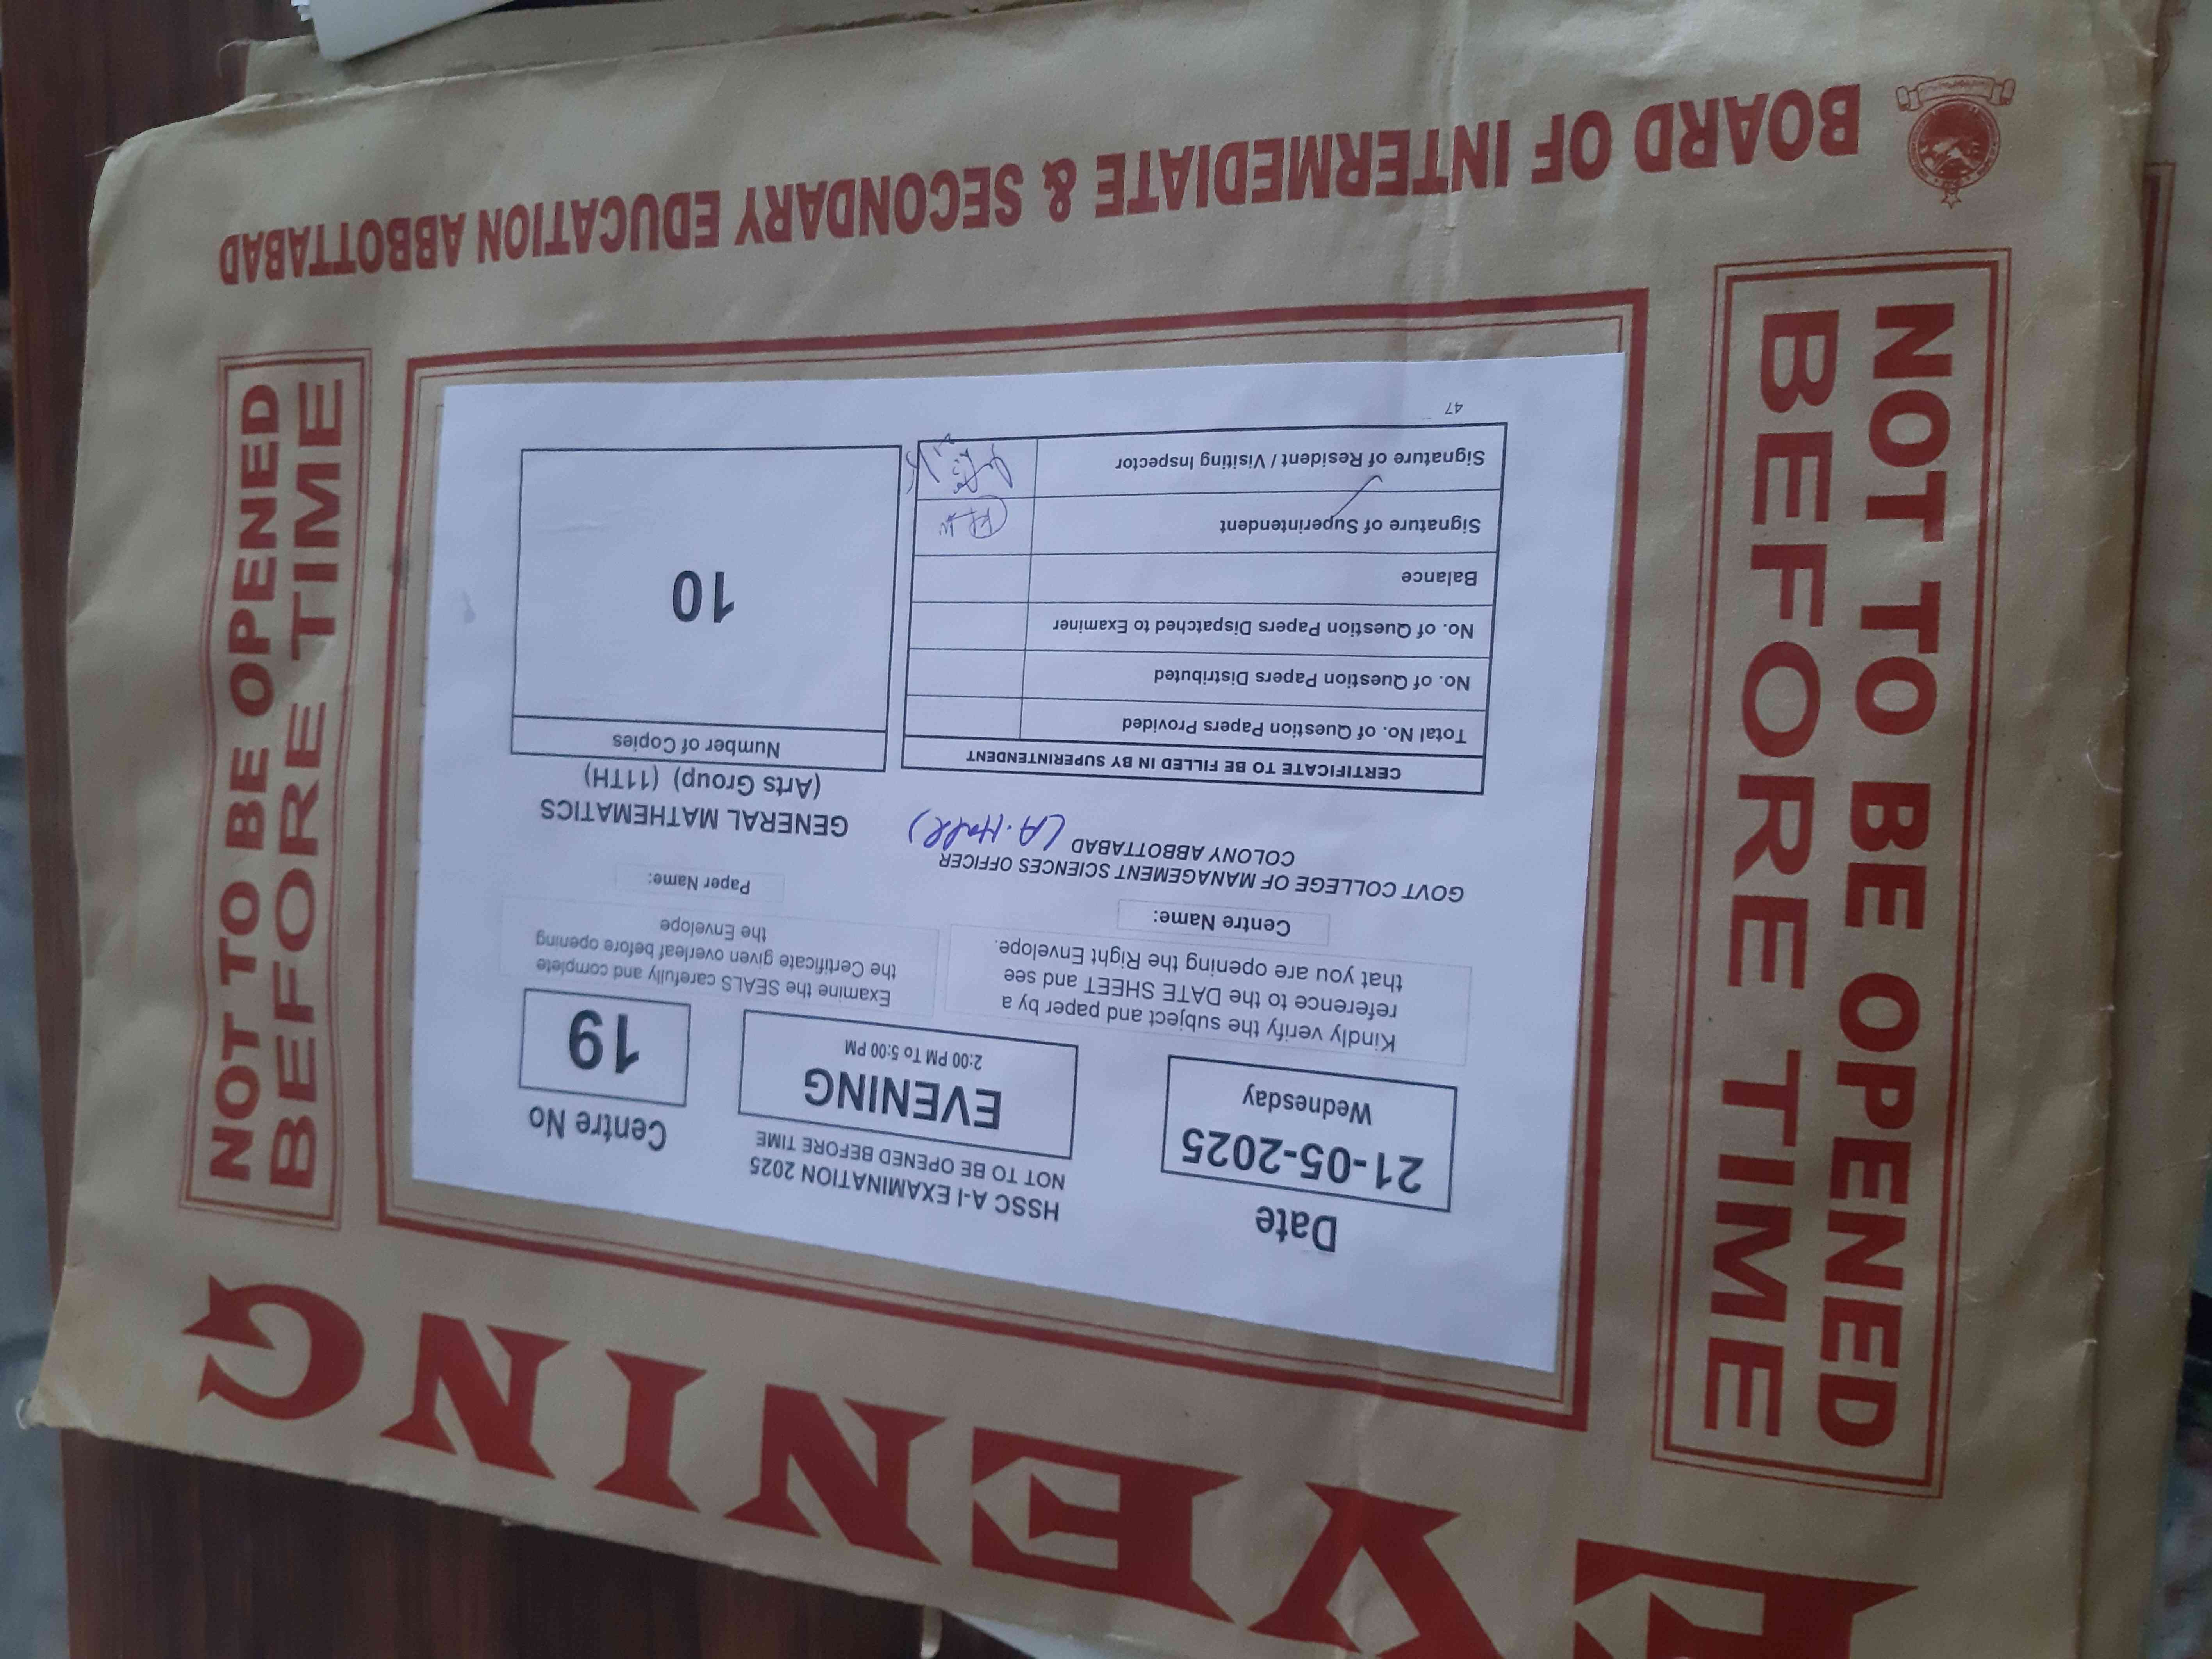 EVENING
NOT TO BE OPENED
BEFORE TIME
Date
21-05-2025
Wednesday
HSSC A-I EXAMINATION 2025
NOT TO BE OPENED BEFORE TIME
EVENING
2:00 PM To 5:00 PM
Centre No
19
Kindly verify the subject and paper by a
reference to the DATE SHEET and see
that you are opening the Right Envelope.
Examine the SEALS carefully and complete
the Certificate given overleaf before opening
the Envelope
Centre Name:
GOVT COLLEGE OF MANAGEMENT SCIENCES OFFICER
COLONY ABBOTTABAD (A. Hall)
Paper Name:
GENERAL MATHEMATICS
(Arts Group) (11TH)
CERTIFICATE TO BE FILLED IN BY SUPERINTENDENT
Total No. of Question Papers Provided
No. of Question Papers Distributed
No. of Question Papers Dispatched to Examiner
Balance
Signature of Superintendent
Signature of Resident / Visiting Inspector
47
Number of Copies
10
NOT TO BE OPENED
BEFORE TIME
BOARD OF INTERMEDIATE & SECONDARY EDUCATION ABBOTTABAD